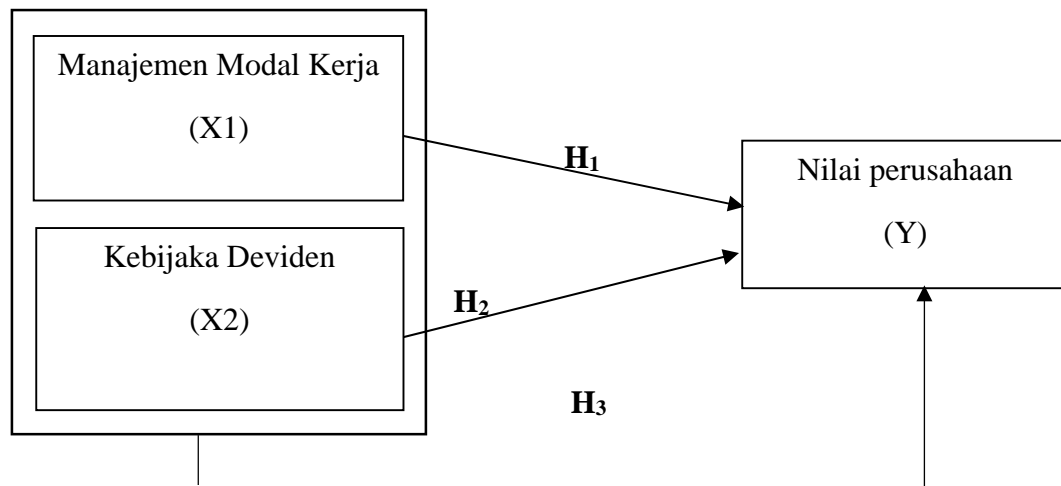 Manajemen Modal Kerja
(X1)
H₁
Nilai perusahaan
(Y)
Kebijaka Deviden
(X2)
H₂
H₃